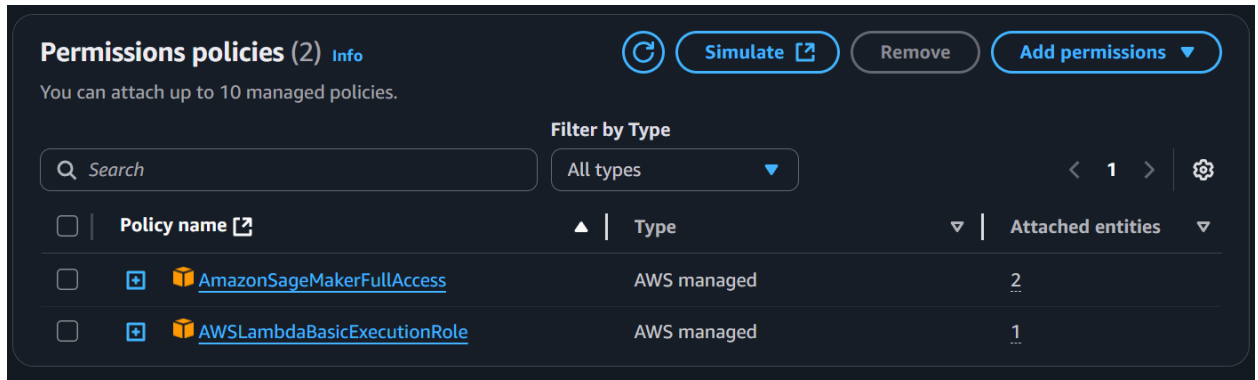 Permissions policies (2) Info
Simulate
Remove
Add permissions
You can attach up to 10 managed policies.
Filter by Type
Search
All types
1
Policy name
Type
Attached entities
AmazonSageMakerFullAccess
AWS managed
2
AWSLambdaBasicExecutionRole
AWS managed
1